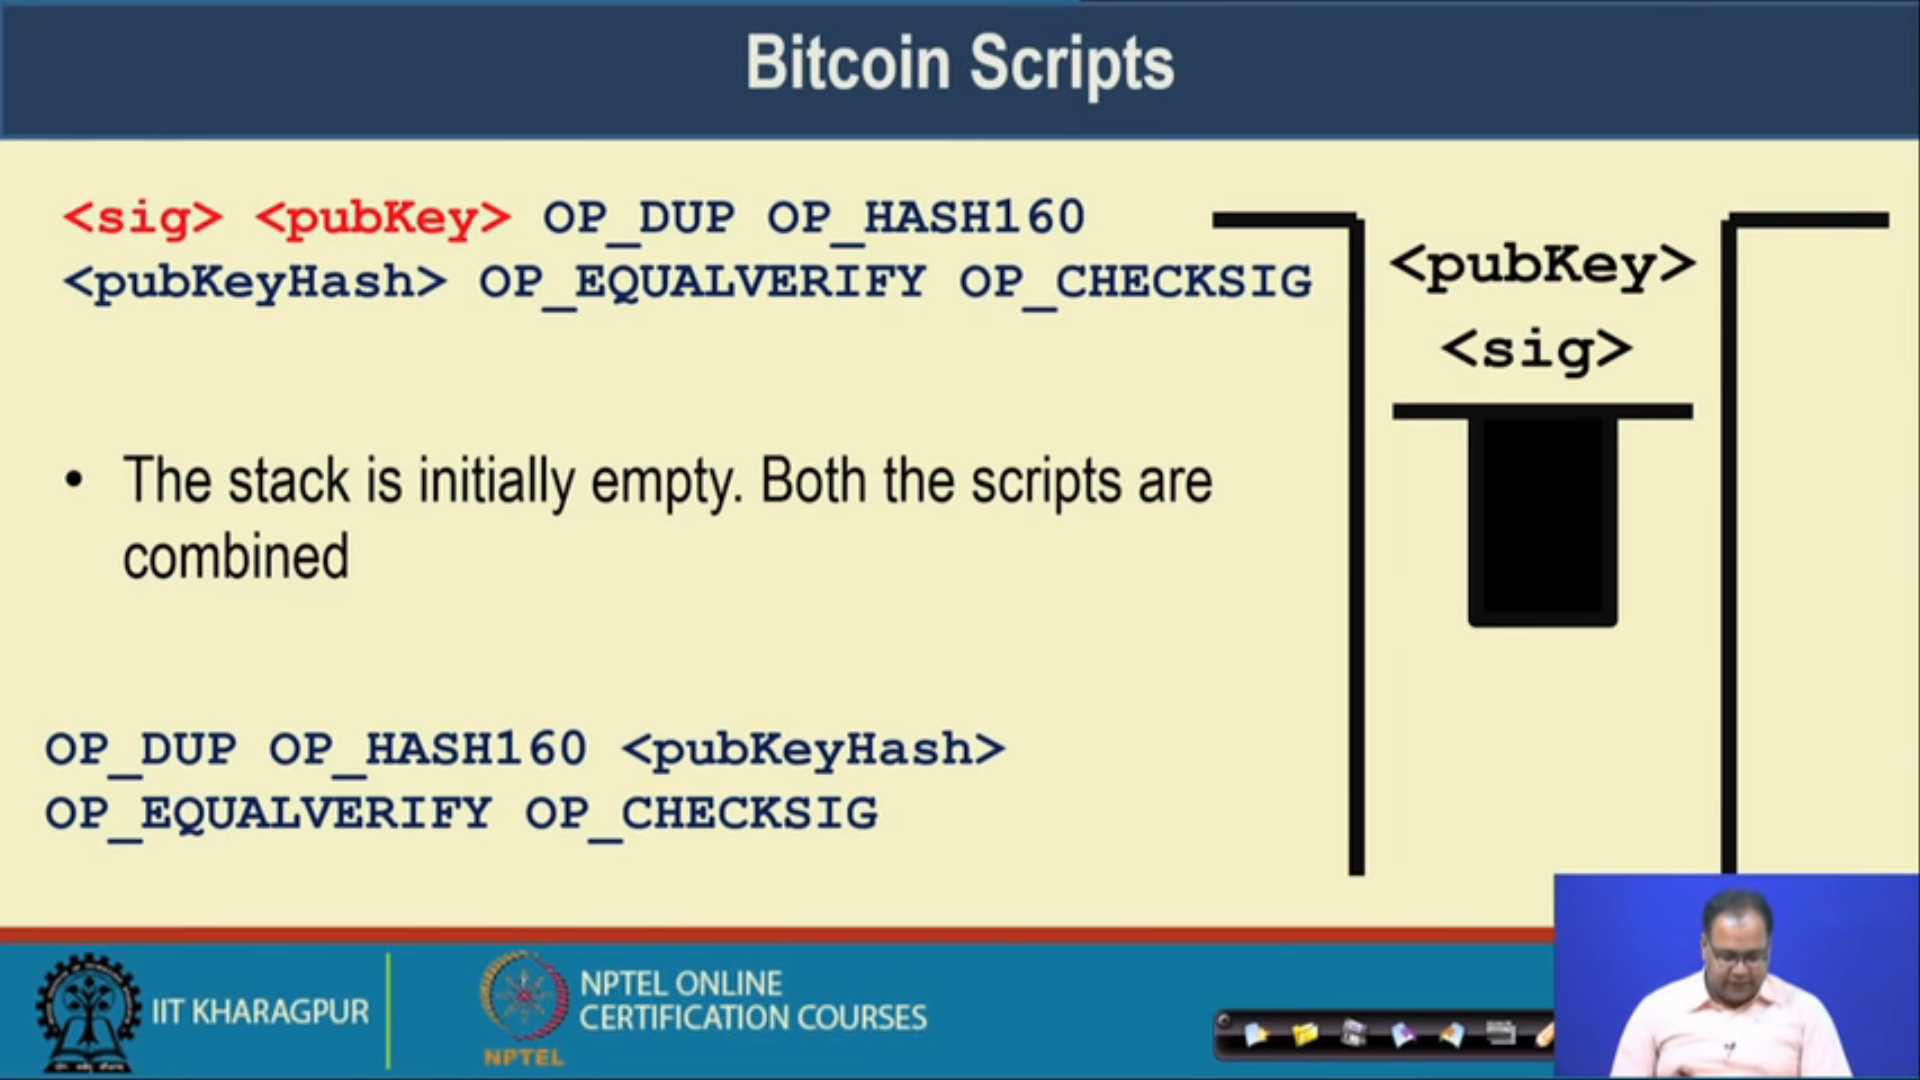 Bitcoin Scripts
<sig> <pubKey> OP_DUP OP_HASH160
<pubKeyHash> OP_EQUALVERIFY OP_CHECKSIG
<pubKey>
<sig>
• The stack is initially empty. Both the scripts are
combined
OP_DUP OP_HASH160 <pubKeyHash>
OP_EQUALVERIFY OP_CHECKSIG
IIT KHARAGPUR
NPTEL
NPTEL ONLINE
CERTIFICATION COURSES